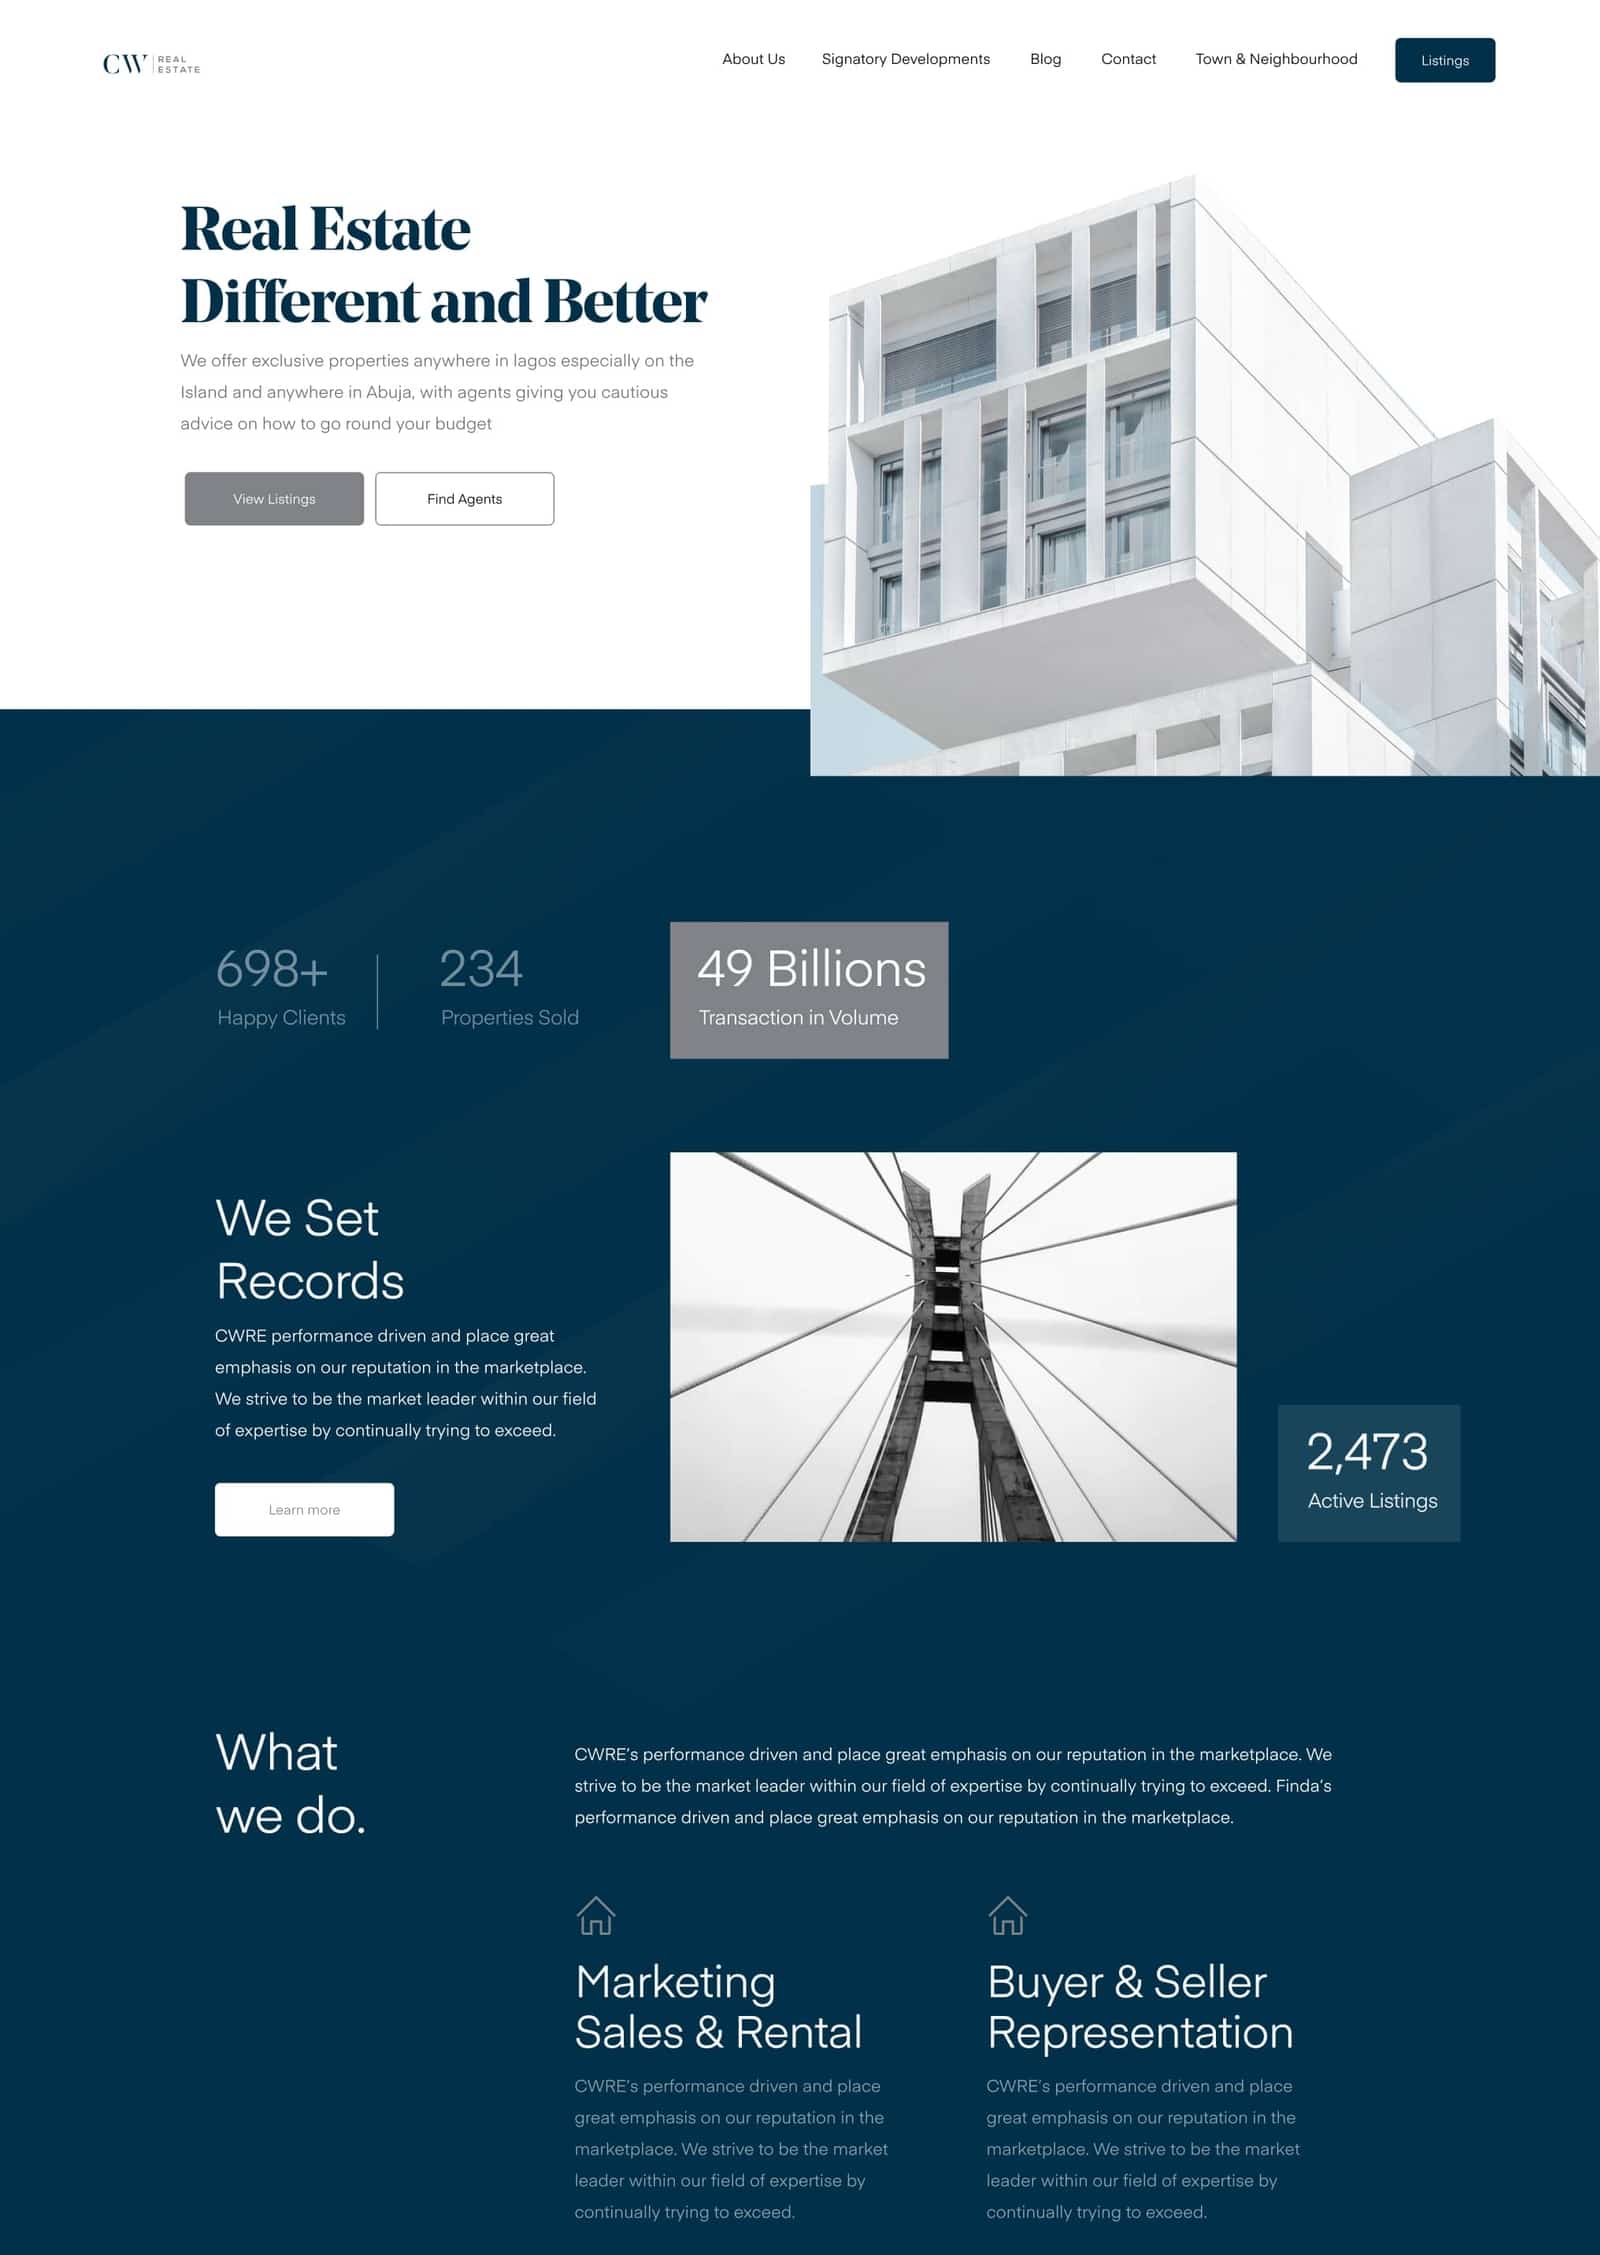 CW REAL
ESTATE
About Us
Signatory Developments
Blog
Contact
Town & Neighbourhood
Listings
Real Estate
Different and Better
We offer exclusive properties anywhere in lagos especially on the
Island and anywhere in Abuja, with agents giving you cautious
advice on how to go round your budget
View Listings
Find Agents
698+
Happy Clients
234
Properties Sold
49 Billions
Transaction in Volume
We Set
Records
CWRE performance driven and place great
emphasis on our reputation in the marketplace.
We strive to be the market leader within our field
of expertise by continually trying to exceed.
Learn more
2,473
Active Listings
What
we do.
CWRE's performance driven and place great emphasis on our reputation in the marketplace. We
strive to be the market leader within our field of expertise by continually trying to exceed. Finda's
performance driven and place great emphasis on our reputation in the marketplace.
Marketing
Sales & Rental
CWRE's performance driven and place
great emphasis on our reputation in the
marketplace. We strive to be the market
leader within our field of expertise by
continually trying to exceed.
Buyer & Seller
Representation
CWRE's performance driven and place
great emphasis on our reputation in the
marketplace. We strive to be the market
leader within our field of expertise by
continually trying to exceed.